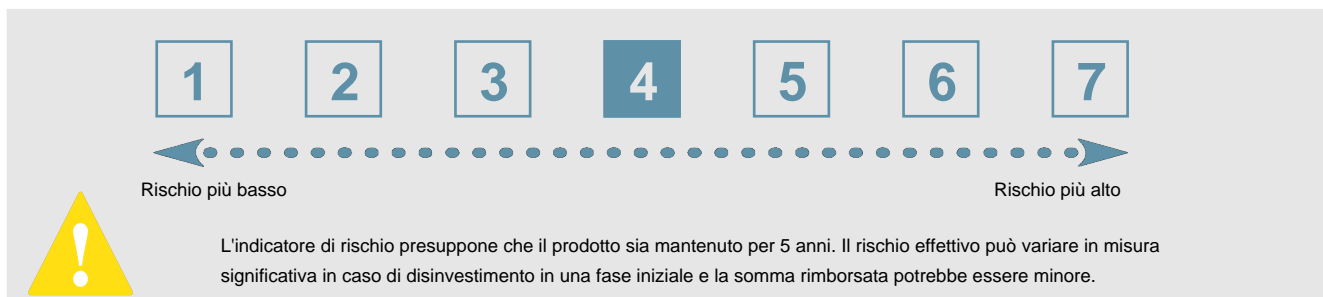 1 2 3 4 5 6 7
Rischio più basso Rischio più alto
!
L'indicatore di rischio presuppone che il prodotto sia mantenuto per 5 anni. Il rischio effettivo può variare in misura
significativa in caso di disinvestimento in una fase iniziale e la somma rimborsata potrebbe essere minore.